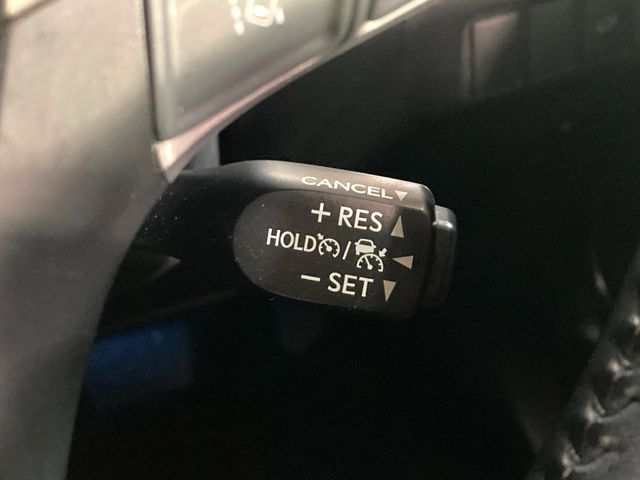 CANCEL
+ RES
HOLD /
− SET